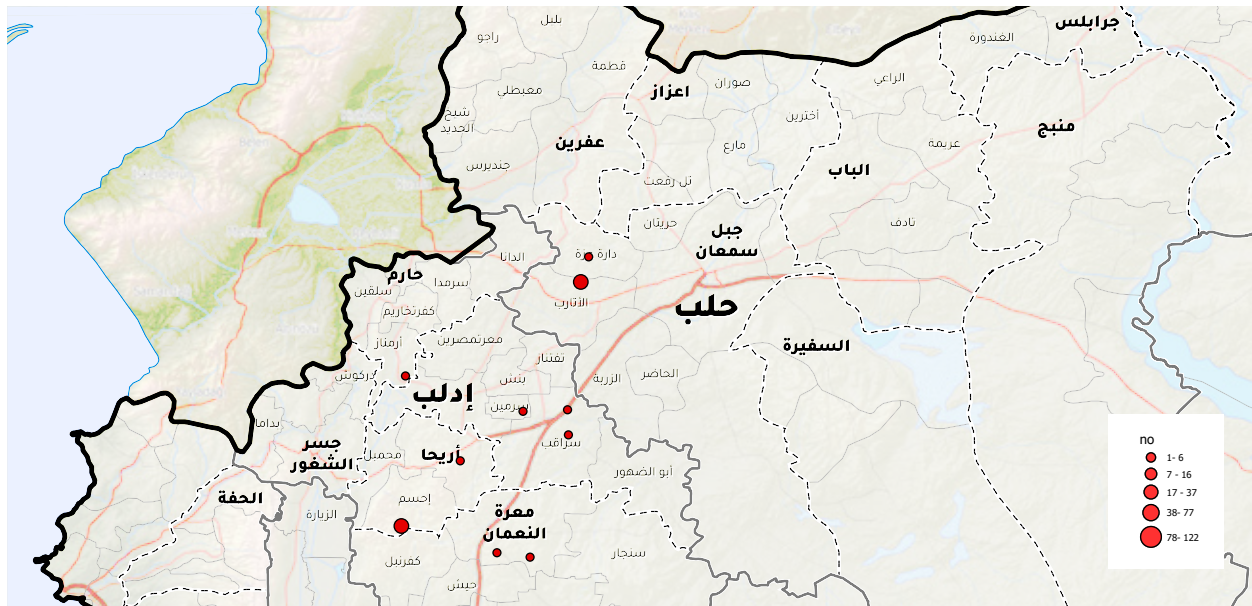 بلبل
جرابلس
راجو
الغندورة
قطمة
الراعي
صوران
معبطلي
اعزاز
شيخ
الحديد
أخترين
منبج
عفرين
مارع
عريمة
جنديرس
الباب
تل رفعت
حريتان
تادف
جبل
سمعان
الدانا
دارة
حارم
سرمدا
سلقين
الأتارب
حلب
كفرتخاريم
أرمناز
معرتمصرين
السفيرة
تفتناز
دركوش
بنش
الزربة
الحاضر
إدلب
سرمين
بداما
جسر
الشغور
سراقب
محمبل
أريحا
أبو الضهور
الحفة
إحسم
الزيارة
معرة
النعمان
كفرنبل
سنجار
حيش
no
1- 6
7 - 16
17 - 37
38- 77
78- 122